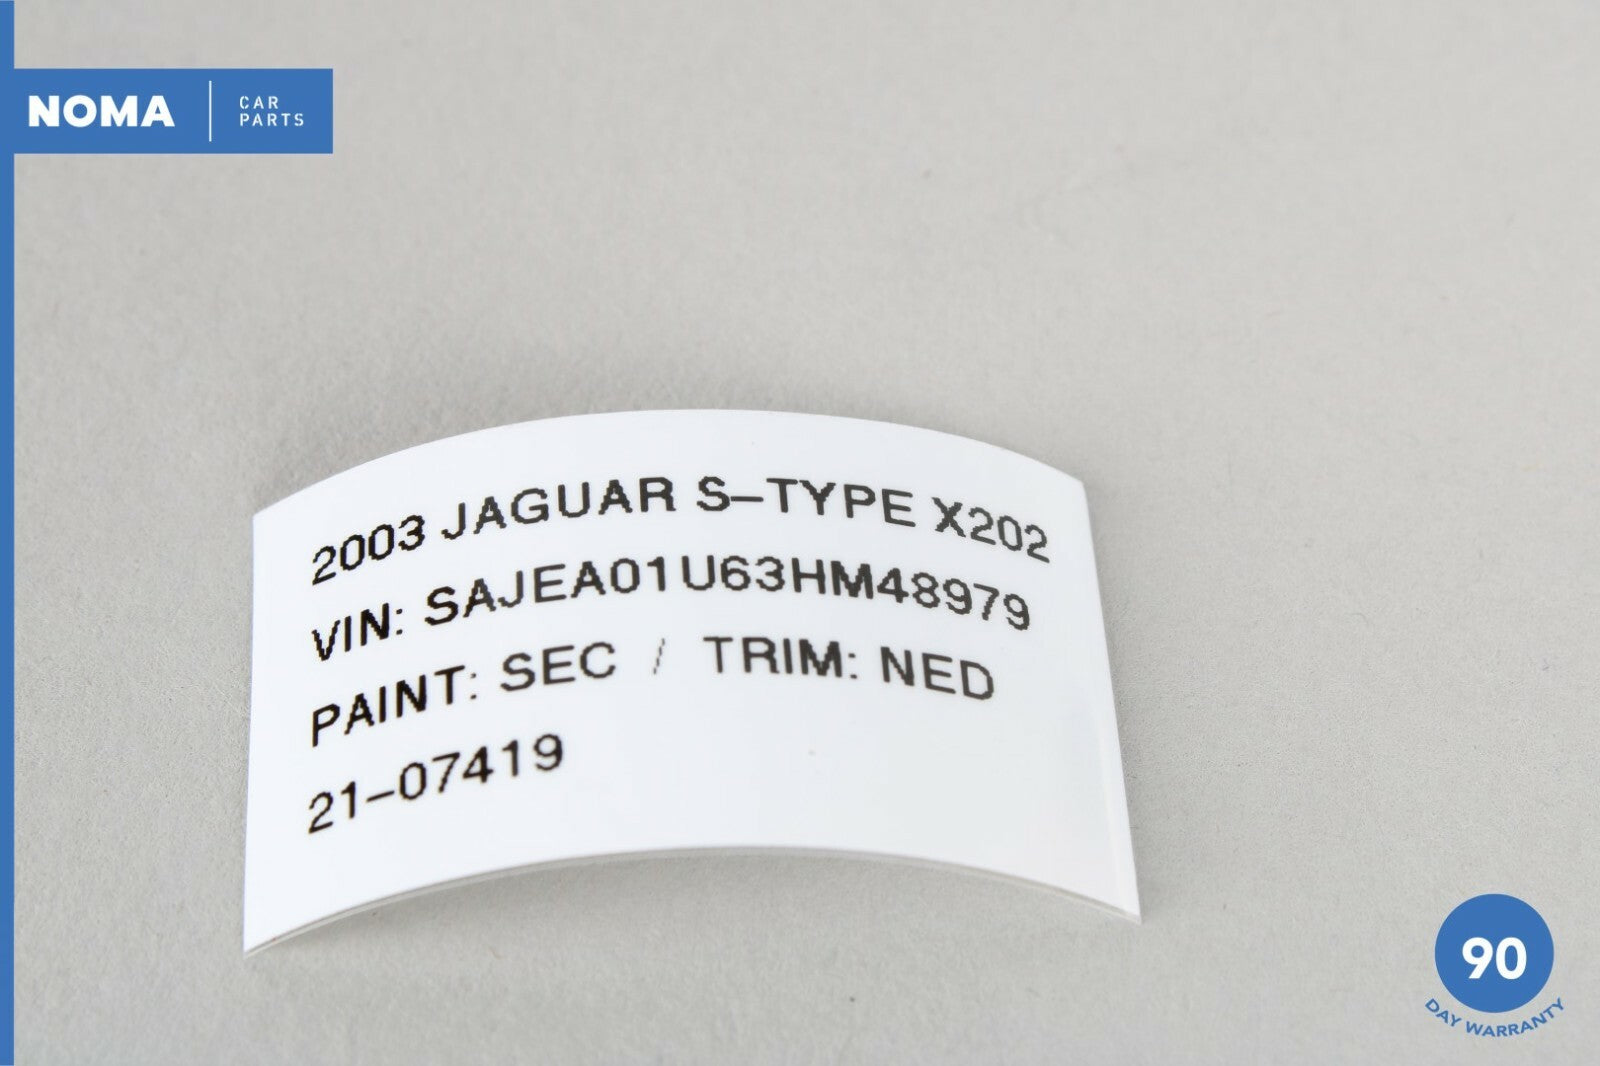 NOMA
CAR
PARTS
2003 JAGUAR S-TYPE X202
VIN: SAJEA01U63HM48979
PAINT: SEC / TRIM: NED
21-07419
90
DAY WARRANTY